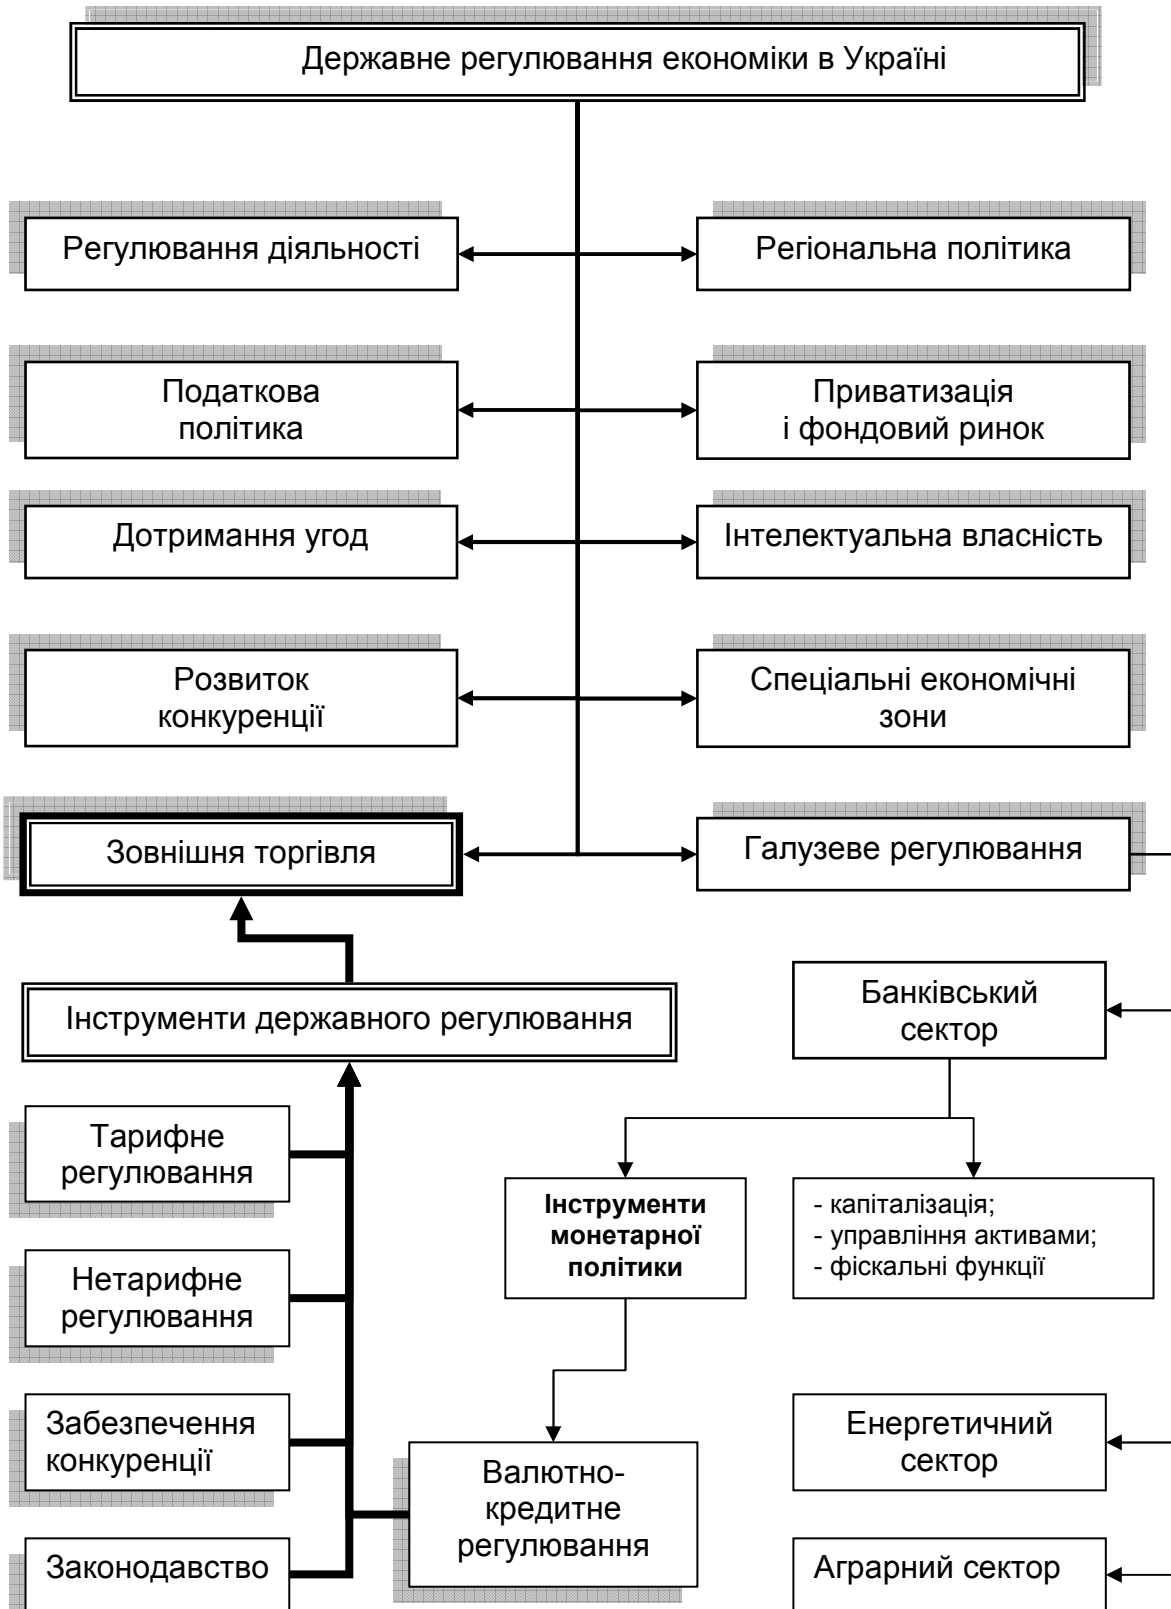 Державне регулювання економіки в Україні
Регулювання діяльності
Регіональна політика
Податкова
політика
Приватизація
і фондовий ринок
Дотримання угод
Інтелектуальна власність
Розвиток
конкуренції
Спеціальні економічні
зони
Зовнішня торгівля
Галузеве регулювання
Інструменти державного регулювання
Банківський
сектор
Тарифне
регулювання
Інструменти
монетарної
політики
- капіталізація;
- управління активами;
- фіскальні функції
Нетарифне
регулювання
Забезпечення
конкуренції
Енергетичний
сектор
Валютно-
кредитне
регулювання
Законодавство
Аграрний сектор